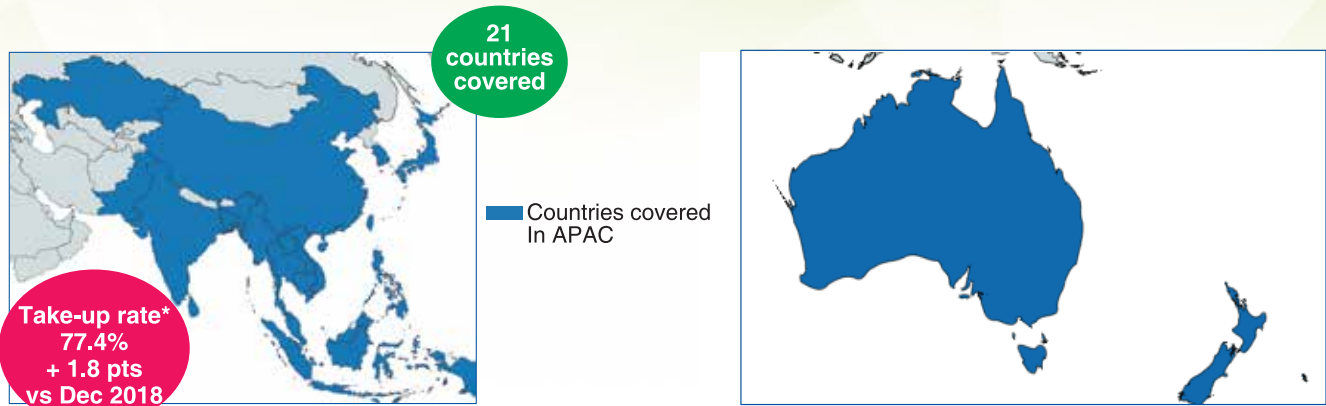 21
countries
covered
Countries covered
In APAC
Take-up rate*
77.4%
+ 1.8 pts
vs Dec 2018